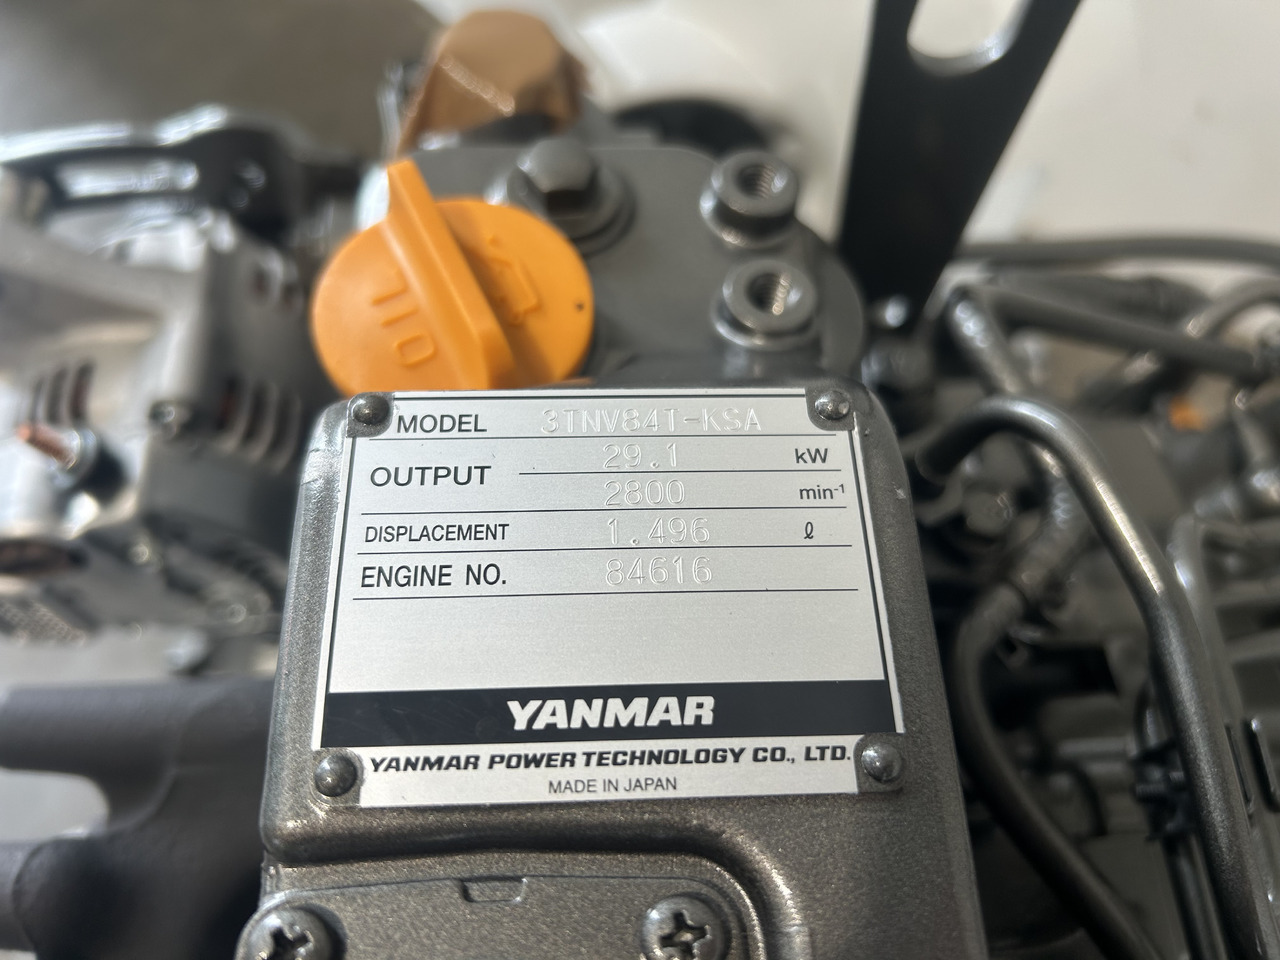 OIL
MODEL 3TNV84T-KSA
OUTPUT 29.1 kW
2800 min-1
DISPLACEMENT 1.496 ℓ
ENGINE NO. 84616
YANMAR
YANMAR POWER TECHNOLOGY CO., LTD.
MADE IN JAPAN